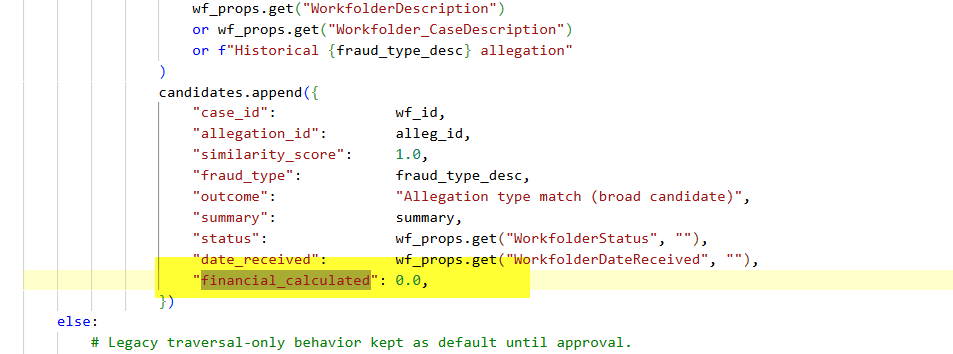 wf_props.get("WorkfolderDescription")
or wf_props.get("Workfolder_CaseDescription")
or f"Historical {fraud_type_desc} allegation"
)
candidates.append({
"case_id": wf_id,
"allegation_id": alleg_id,
"similarity_score": 1.0,
"fraud_type": fraud_type_desc,
"outcome": "Allegation type match (broad candidate)",
"summary": summary,
"status": wf_props.get("WorkfolderStatus", ""),
"date_received": wf_props.get("WorkfolderDateReceived", ""),
"financial_calculated": 0.0,
})
else:
# Legacy traversal-only behavior kept as default until approval.